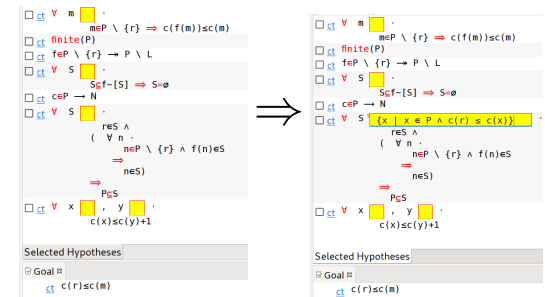 ct ∀ m ·
m∈P \ {r} ⇒ c(f(m))≤c(m)
ct finite(P)
ct f∈P \ {r} ↠ P \ L
ct ∀ S ·
S⊆f∼[S] ⇒ S=∅
ct c∈P → N
ct ∀ S ·
r∈S ∧
( ∀ n ·
n∈P \ {r} ∧ f(n)∈S
⇒
n∈S)
⇒
P⊆S
ct ∀ x , y ·
c(x)≤c(y)+1
Selected Hypotheses
Goal
ct c(r)≤c(m)
⇒
ct ∀ m ·
m∈P \ {r} ⇒ c(f(m))≤c(m)
ct finite(P)
ct f∈P \ {r} ↠ P \ L
ct ∀ S ·
S⊆f∼[S] ⇒ S=∅
ct c∈P → N
ct ∀ S {x | x ∈ P ∧ c(r) ≤ c(x)} ·
r∈S ∧
( ∀ n ·
n∈P \ {r} ∧ f(n)∈S
⇒
n∈S)
⇒
P⊆S
ct ∀ x , y ·
c(x)≤c(y)+1
Selected Hypotheses
Goal
ct c(r)≤c(m)